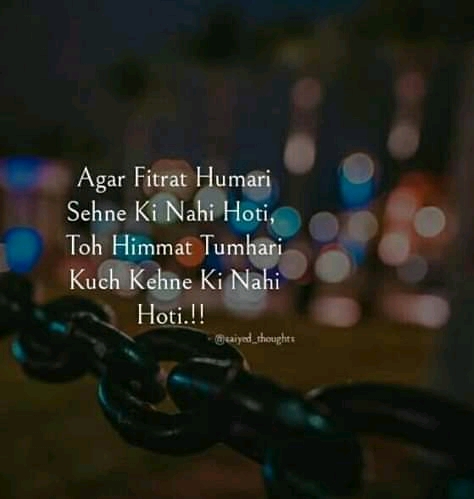 Agar Fitrat Humari
Sehne Ki Nahi Hoti,
Toh Himmat Tumhari
Kuch Kehne Ki Nahi
Hoti.!!
- @saiyed_thoughts